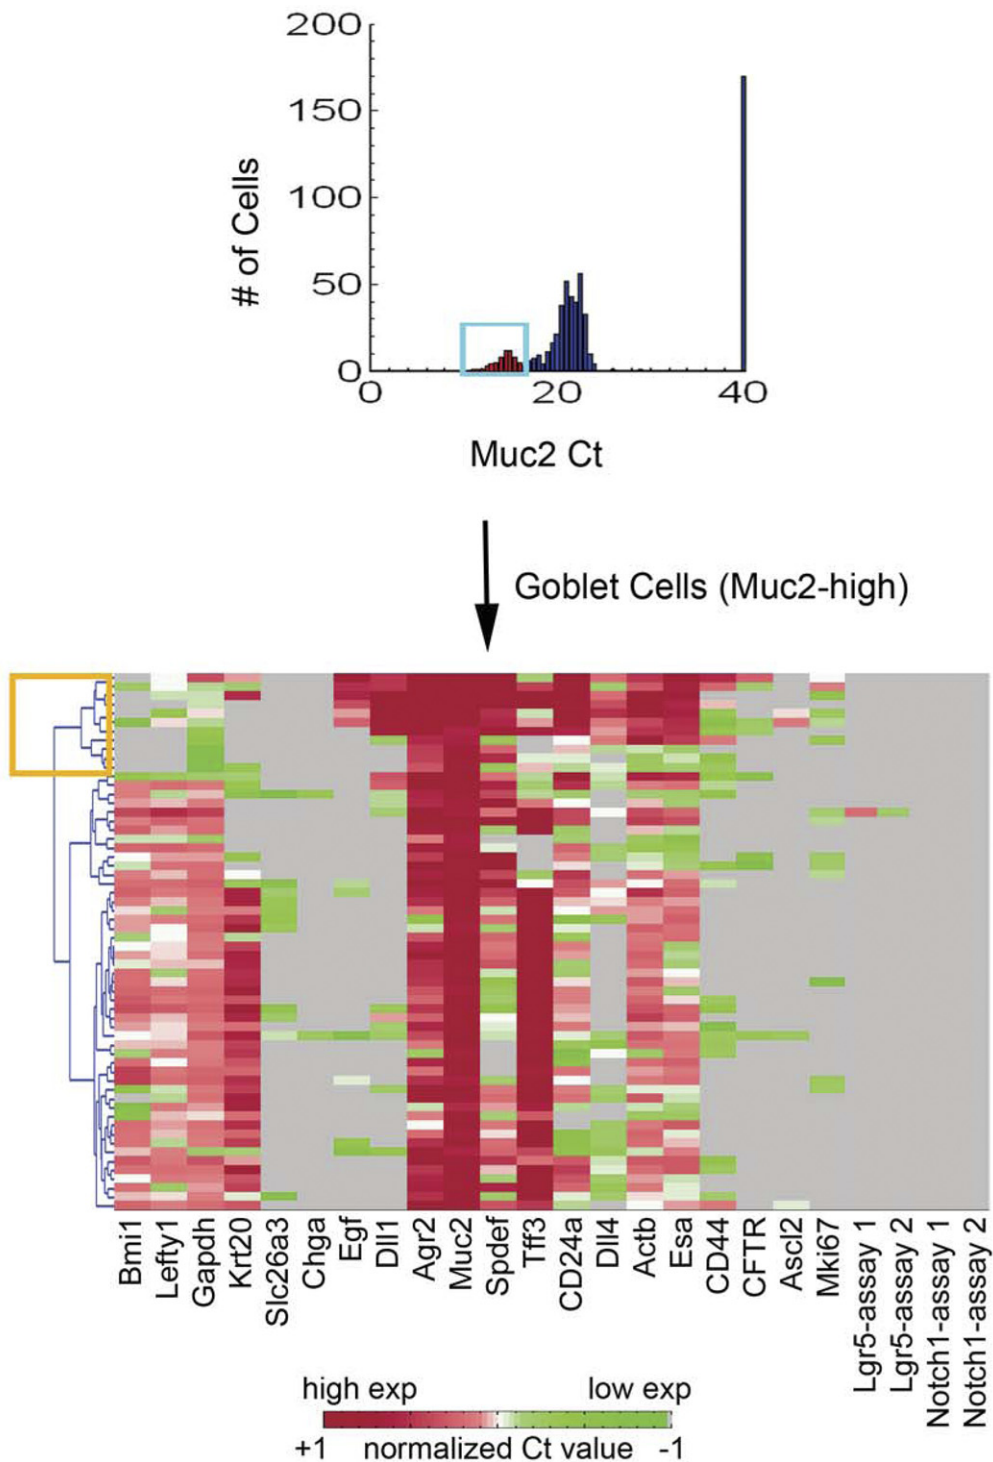 200
150
100
50
0
0 20 40
# of Cells
Muc2 Ct
Goblet Cells (Muc2-high)
Bmi1
Lefty1
Gapdh
Krt20
Slc26a3
Chga
Egf
Dll1
Agr2
Muc2
Spdef
Tff3
CD24a
Dll4
Actb
Esa
CD44
CFTR
Ascl2
Mki67
Lgr5-assay 1
Lgr5-assay 2
Notch1-assay 1
Notch1-assay 2
high exp low exp
+1 normalized Ct value -1